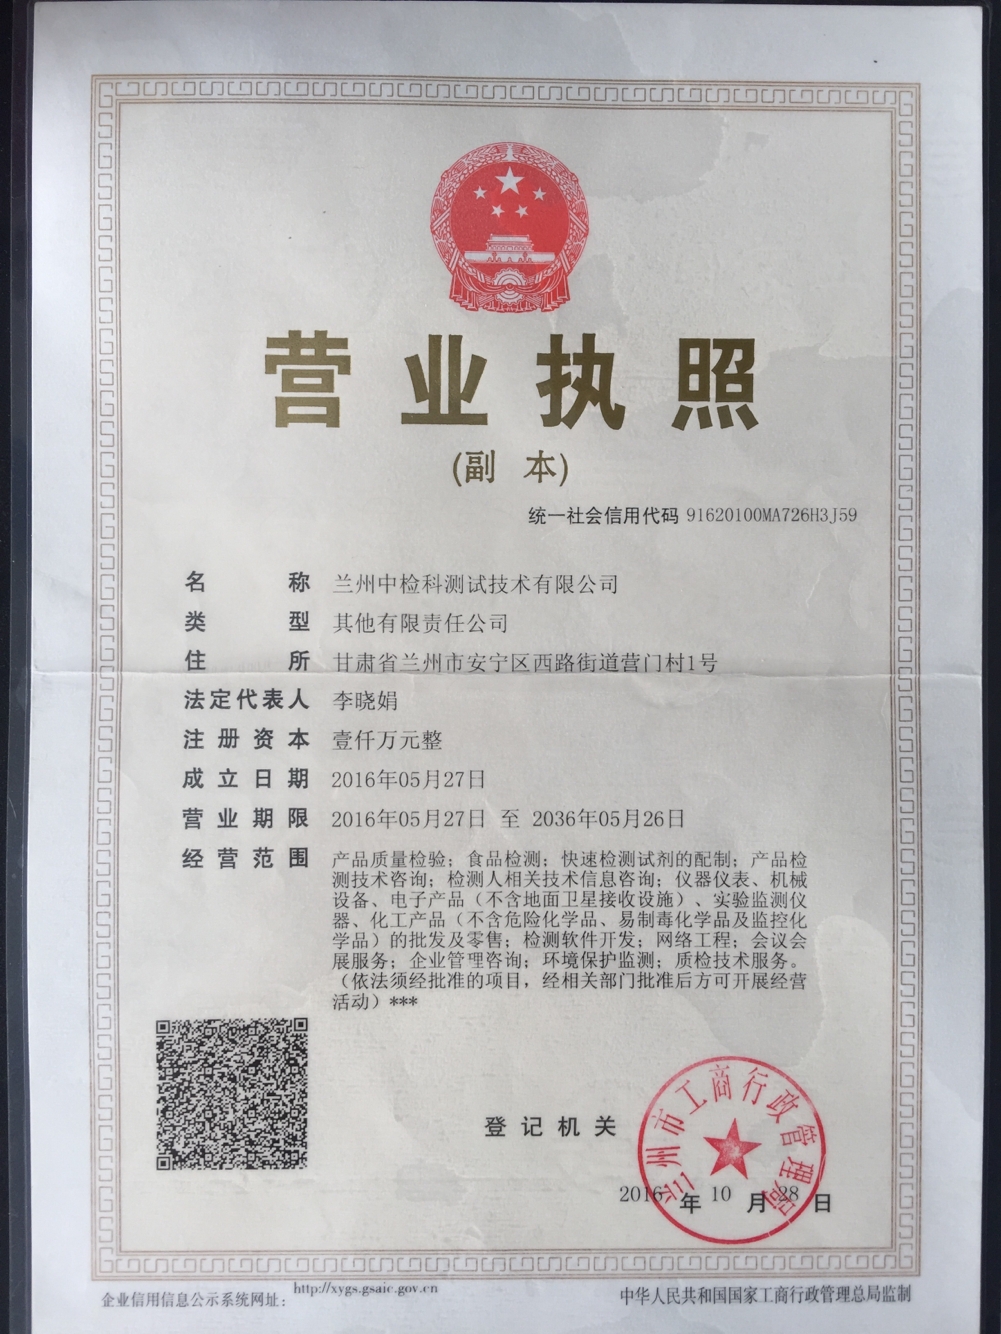 营业执照
(副 本)
统一社会信用代码 91620100MA726H3J59
名称 兰州中检科测试技术有限公司
类型 其他有限责任公司
住所 甘肃省兰州市安宁区西路街道营门村1号
法定代表人 李晓娟
注册资本 壹仟万元整
成立日期 2016年05月27日
营业期限 2016年05月27日 至 2036年05月26日
经营范围 产品质量检验；食品检测；快速检测试剂的配制；产品检
测技术咨询；检测人相关技术信息咨询；仪器仪表、机械
设备、电子产品（不含地面卫星接收设施）、实验监测仪
器、化工产品（不含危险化学品、易制毒化学品及监控化
学品）的批发及零售；检测软件开发；网络工程；会议会
展服务；企业管理咨询；环境保护监测；质检技术服务。
（依法须经批准的项目，经相关部门批准后方可开展经营
活动）***
登记机关
兰州市工商行政管理局
2016年10月28日
企业信用信息公示系统网址： http://xygs.gsaic.gov.cn
中华人民共和国国家工商行政管理总局监制